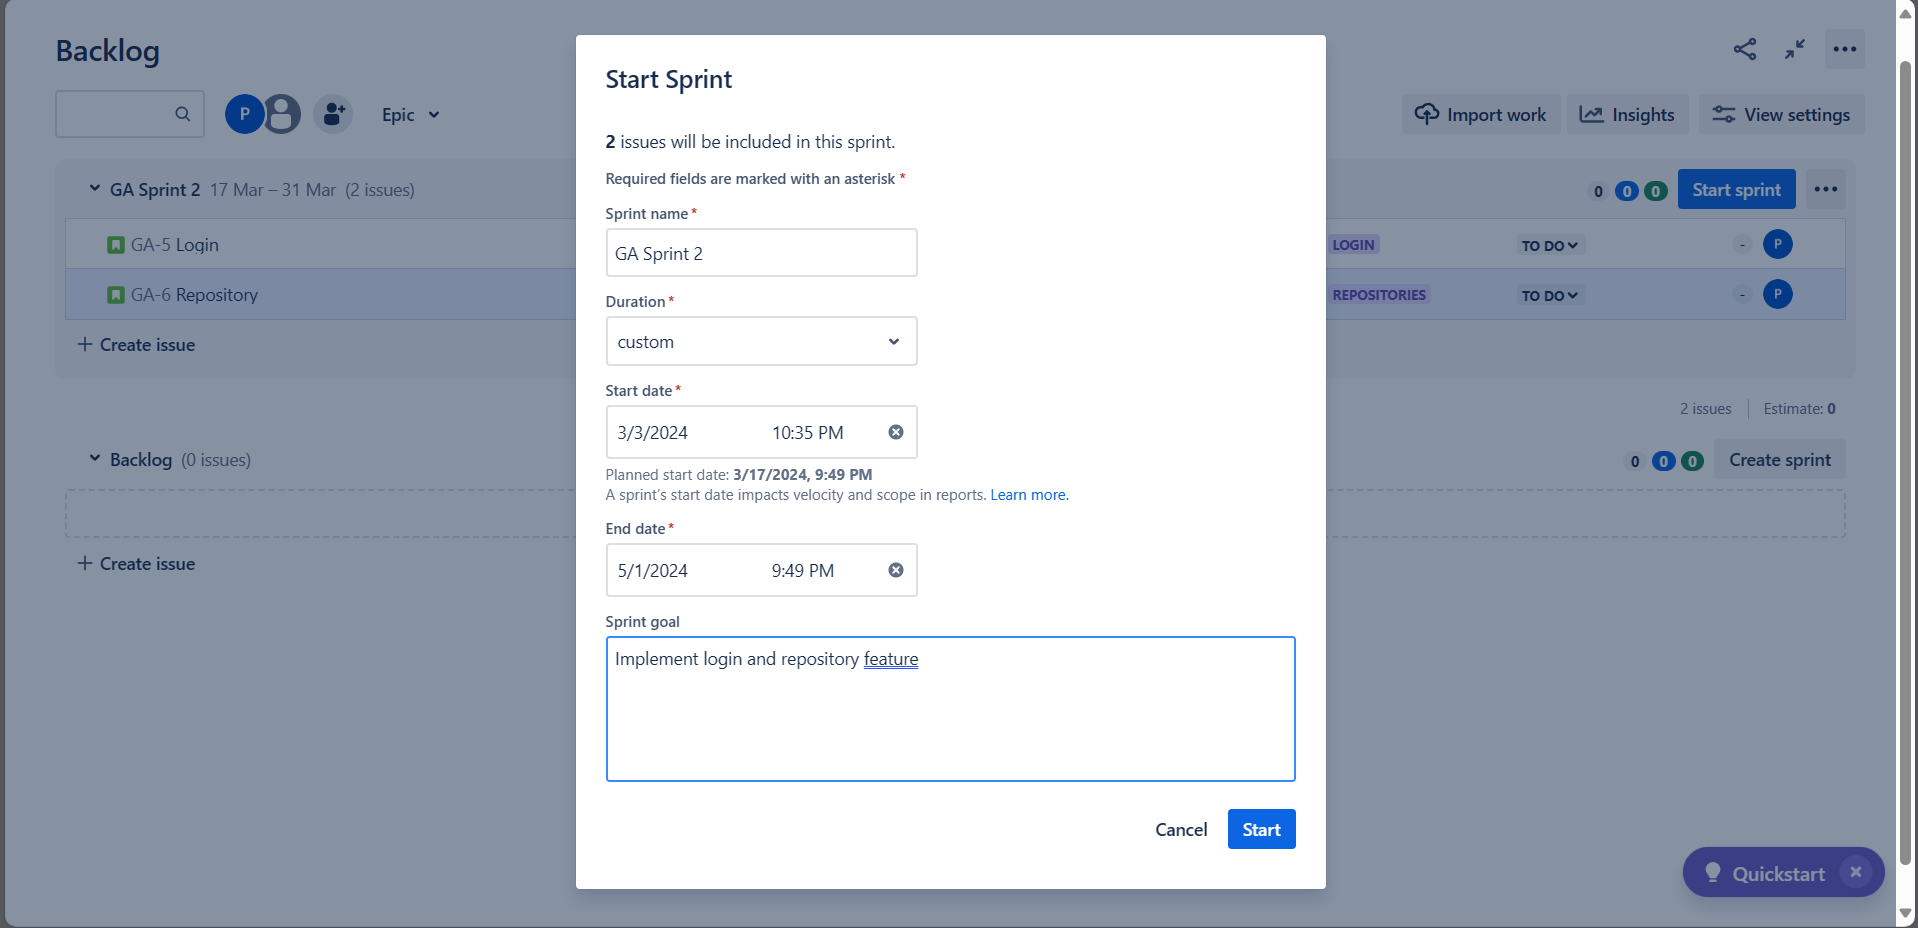 Backlog
P
Epic
Import work
Insights
View settings
GA Sprint 2 17 Mar – 31 Mar (2 issues)
0 0 0
Start sprint
GA-5 Login
LOGIN
TO DO
-
P
GA-6 Repository
REPOSITORIES
TO DO
-
P
+ Create issue
2 issues
Estimate: 0
Backlog (0 issues)
0 0 0
Create sprint
+ Create issue
Start Sprint
2 issues will be included in this sprint.
Required fields are marked with an asterisk *
Sprint name *
GA Sprint 2
Duration *
custom
Start date *
3/3/2024 10:35 PM
Planned start date: 3/17/2024, 9:49 PM
A sprint’s start date impacts velocity and scope in reports. Learn more.
End date *
5/1/2024 9:49 PM
Sprint goal
Implement login and repository feature
Cancel
Start
Quickstart